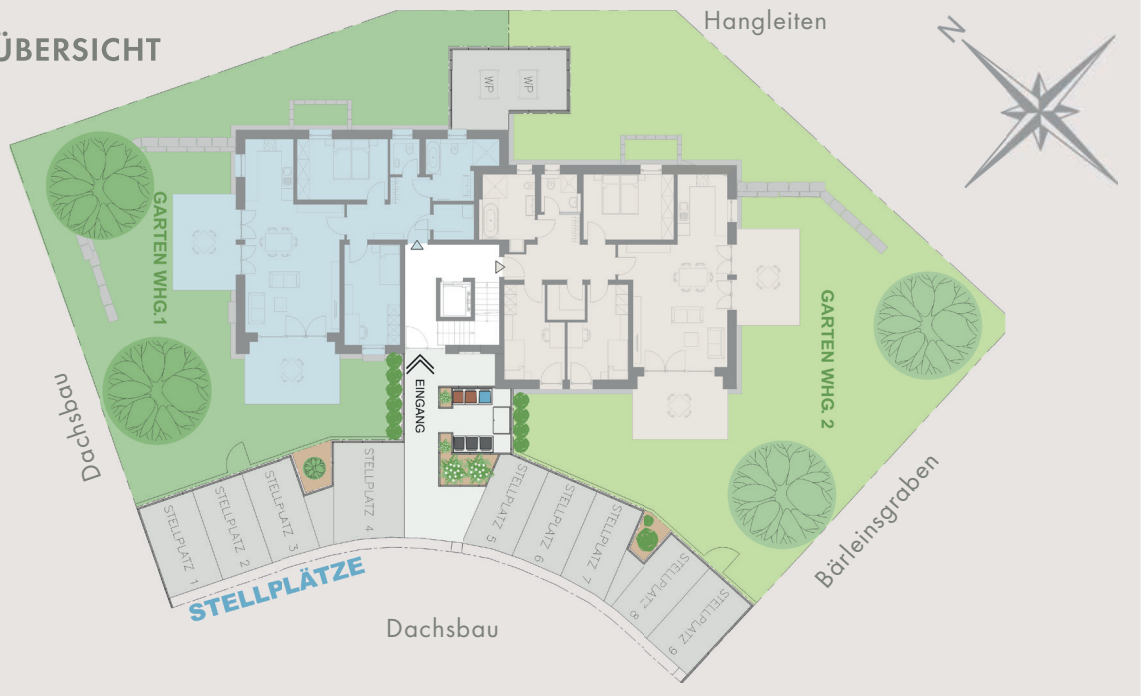 ÜBERSICHT
Hangleiten
N
WP
WP
GARTEN WHG.1
GARTEN WHG. 2
EINGANG
Dachsbau
STELLPLATZ 1
STELLPLATZ 2
STELLPLATZ 3
STELLPLATZ 4
STELLPLATZ 5
STELLPLATZ 6
STELLPLATZ 7
STELLPLATZ 8
STELLPLATZ 9
Bärleinsgraben
STELLPLÄTZE
Dachsbau